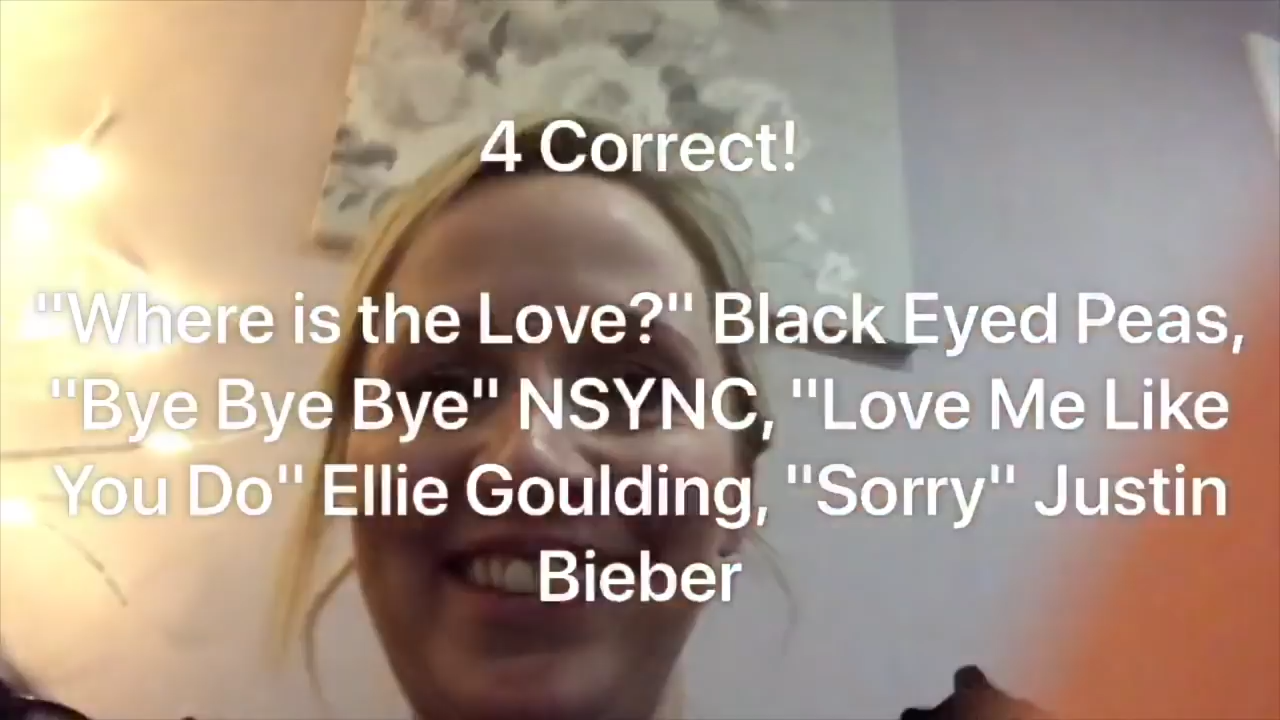 4 Correct!
"Where is the Love?" Black Eyed Peas,
"Bye Bye Bye" NSYNC, "Love Me Like
You Do" Ellie Goulding, "Sorry" Justin
Bieber